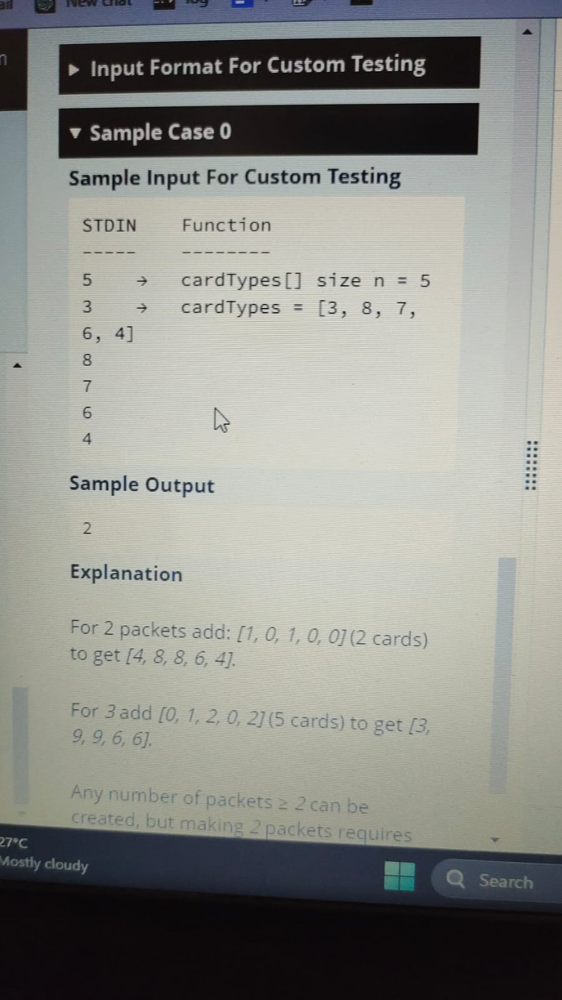 New chat
log
▶ Input Format For Custom Testing
▼ Sample Case 0
Sample Input For Custom Testing
STDIN Function
----- --------
5 → cardTypes[] size n = 5
3 → cardTypes = [3, 8, 7,
6, 4]
8
7
6
4
Sample Output
2
Explanation
For 2 packets add: [1, 0, 1, 0, 0] (2 cards)
to get [4, 8, 8, 6, 4].
For 3 add [0, 1, 2, 0, 2] (5 cards) to get [3,
9, 9, 6, 6].
Any number of packets ≥ 2 can be
created, but making 2 packets requires
27°C
Mostly cloudy
Search